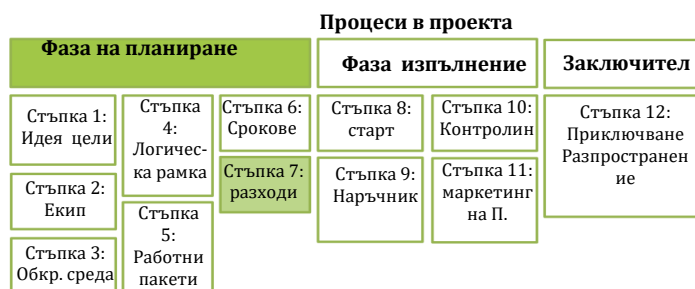 Процеси в проекта
Фаза на планиране
Фаза изпълнение
Заключител
Стъпка 1:
Идея цели
Стъпка 2:
Екип
Стъпка 3:
Обкр. среда
Стъпка
4:
Логичес-
ка рамка
Стъпка
5:
Работни
пакети
Стъпка 6:
Срокове
Стъпка 7:
разходи
Стъпка 8:
старт
Стъпка 9:
Наръчник
Стъпка 10:
Контролин
Стъпка 11:
маркетинг
на П.
Стъпка 12:
Приключване
Разпространен
ие